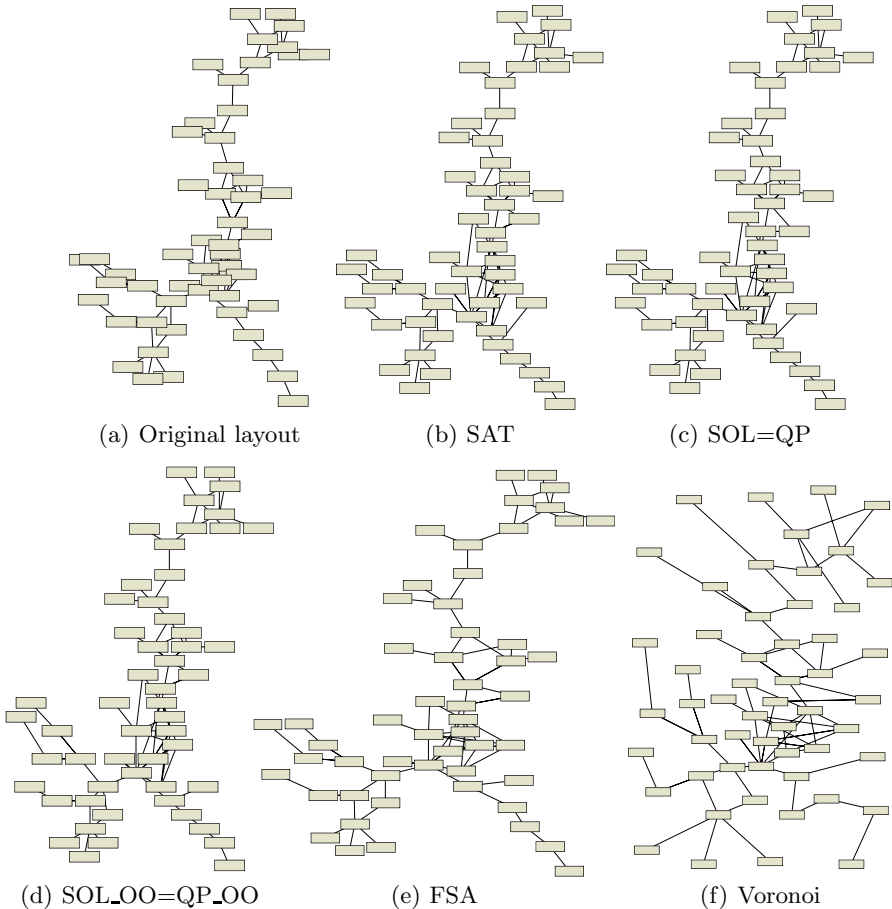 (a) Original layout
(b) SAT
(c) SOL=QP
(d) SOL_OO=QP_OO
(e) FSA
(f) Voronoi